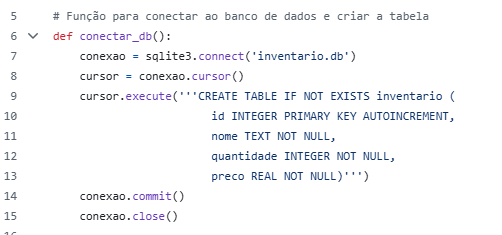 5 # Função para conectar ao banco de dados e criar a tabela
6 def conectar_db():
7 conexao = sqlite3.connect('inventario.db')
8 cursor = conexao.cursor()
9 cursor.execute('''CREATE TABLE IF NOT EXISTS inventario (
10 id INTEGER PRIMARY KEY AUTOINCREMENT,
11 nome TEXT NOT NULL,
12 quantidade INTEGER NOT NULL,
13 preco REAL NOT NULL)''')
14 conexao.commit()
15 conexao.close()